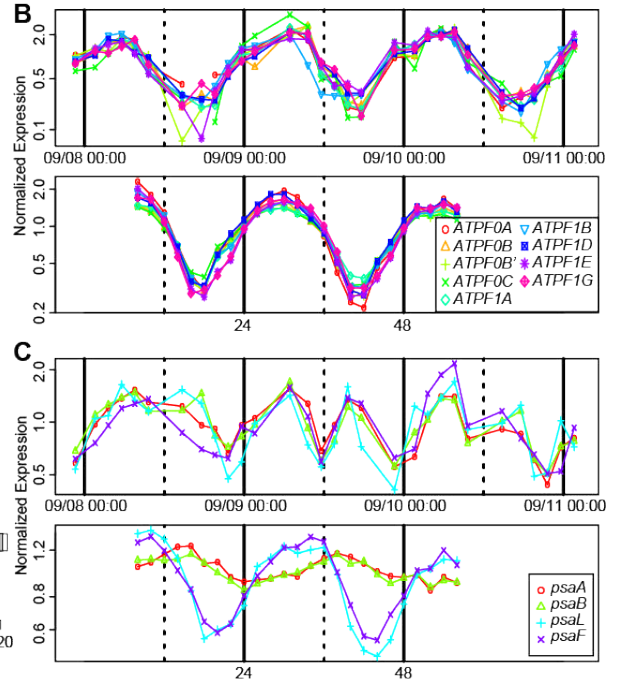 B
Normalized Expression
2.0
0.5
0.1
09/08 00:00 09/09 00:00 09/10 00:00 09/11 00:00
2.0
1.0
0.5
0.2
24 48
ATPF0A ATPF1B
ATPF0B ATPF1D
ATPF0B' ATPF1E
ATPF0C ATPF1G
ATPF1A
C
Normalized Expression
2.0
1.0
0.5
09/08 00:00 09/09 00:00 09/10 00:00 09/11 00:00
1.2
0.8
0.6
24 48
psaA
psaB
psaL
psaF
20